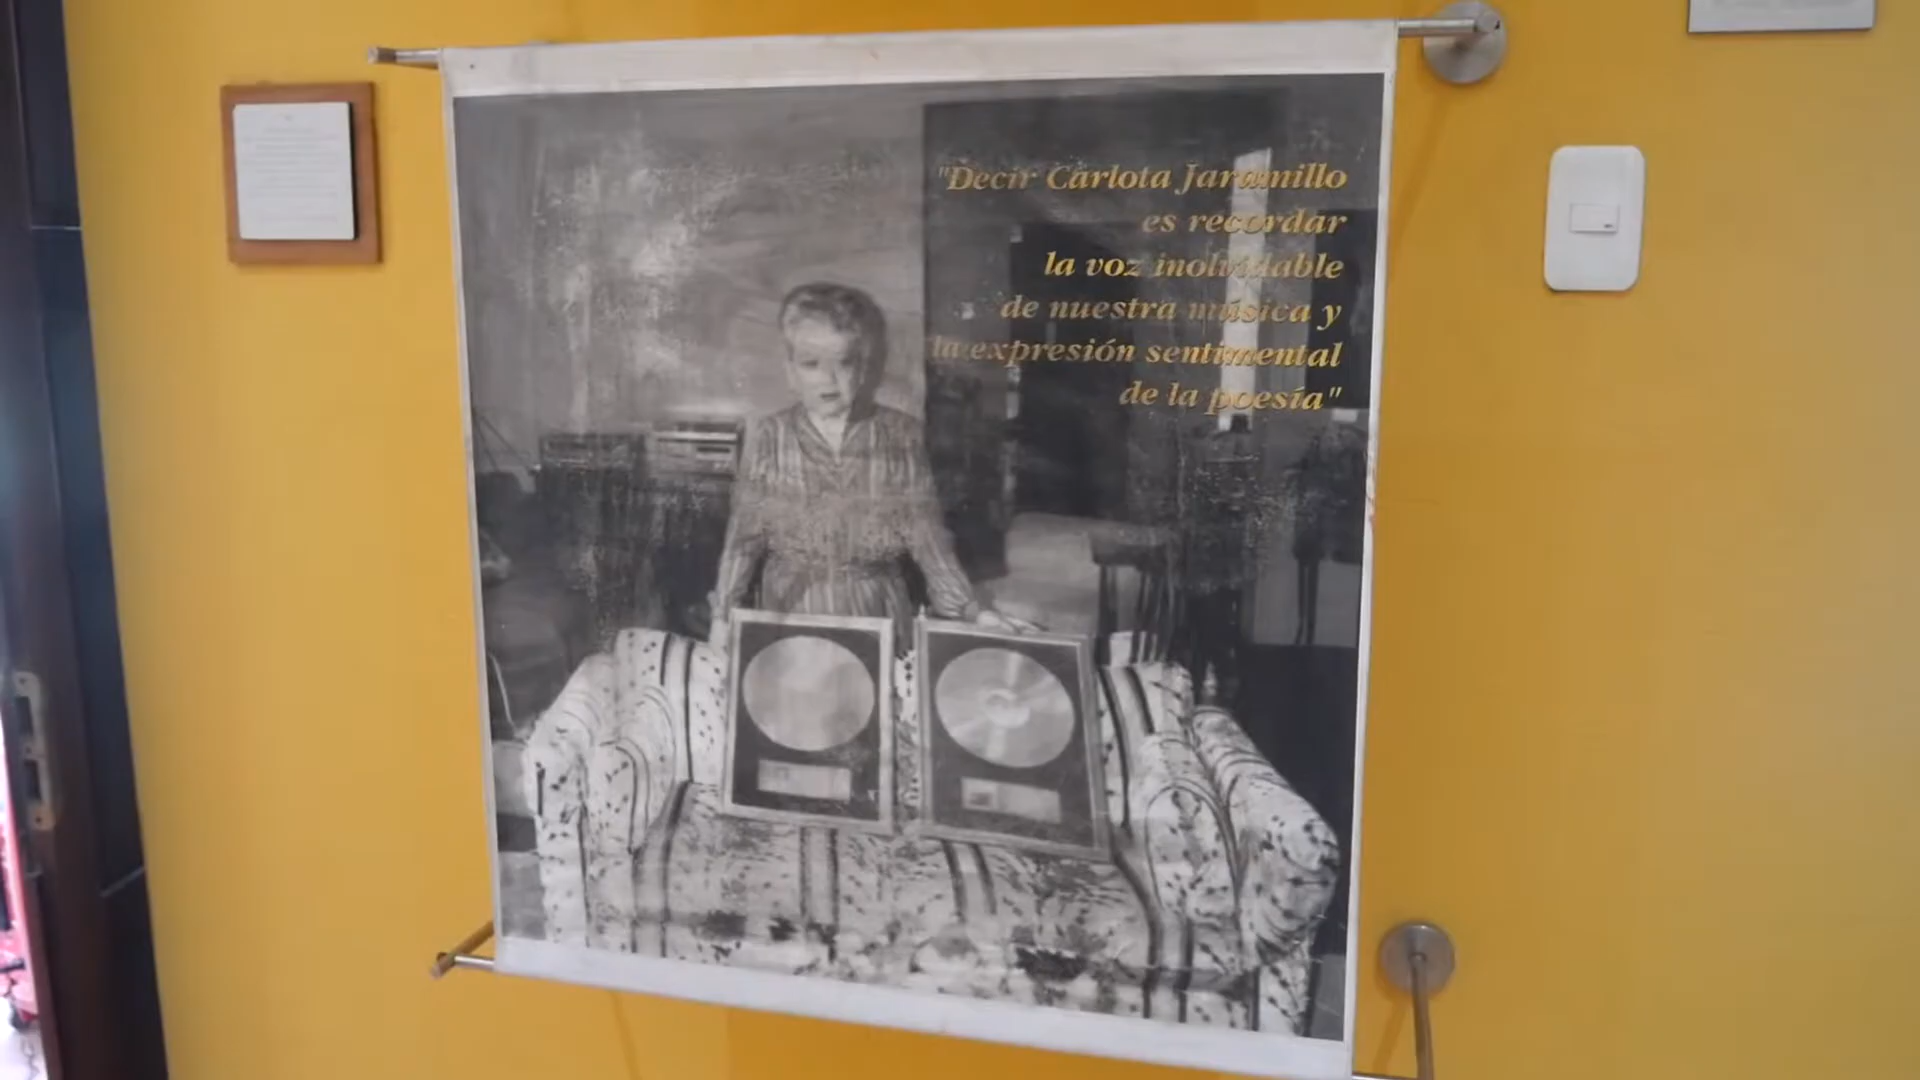 "Decir Carlota Jaramillo
es recordar
la voz inolvidable
de nuestra música y
la expresión sentimental
de la poesía"